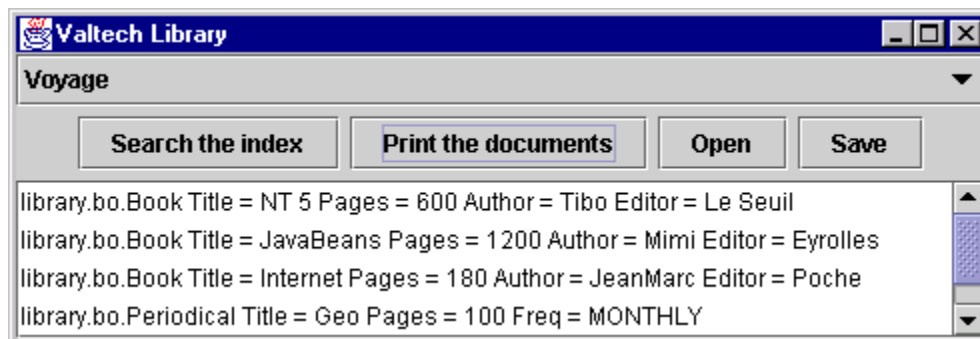 Valtech Library
Voyage
Search the index Print the documents Open Save
library.bo.Book Title = NT 5 Pages = 600 Author = Tibo Editor = Le Seuil
library.bo.Book Title = JavaBeans Pages = 1200 Author = Mimi Editor = Eyrolles
library.bo.Book Title = Internet Pages = 180 Author = JeanMarc Editor = Poche
library.bo.Periodical Title = Geo Pages = 100 Freq = MONTHLY